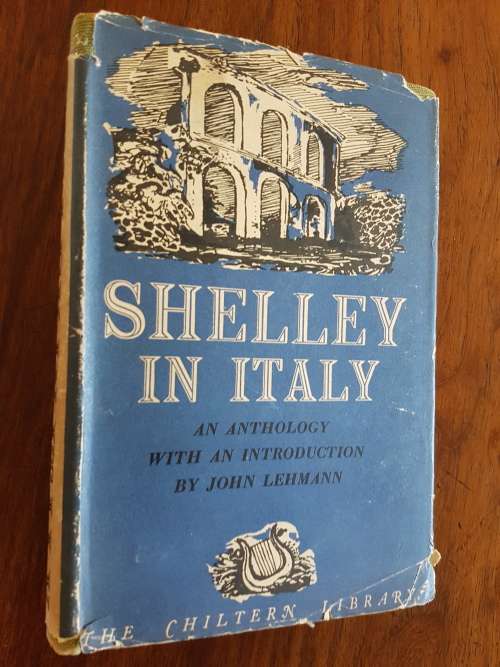 SHELLEY
IN ITALY
AN ANTHOLOGY
WITH AN INTRODUCTION
BY JOHN LEHMANN
THE CHILTERN LIBRARY